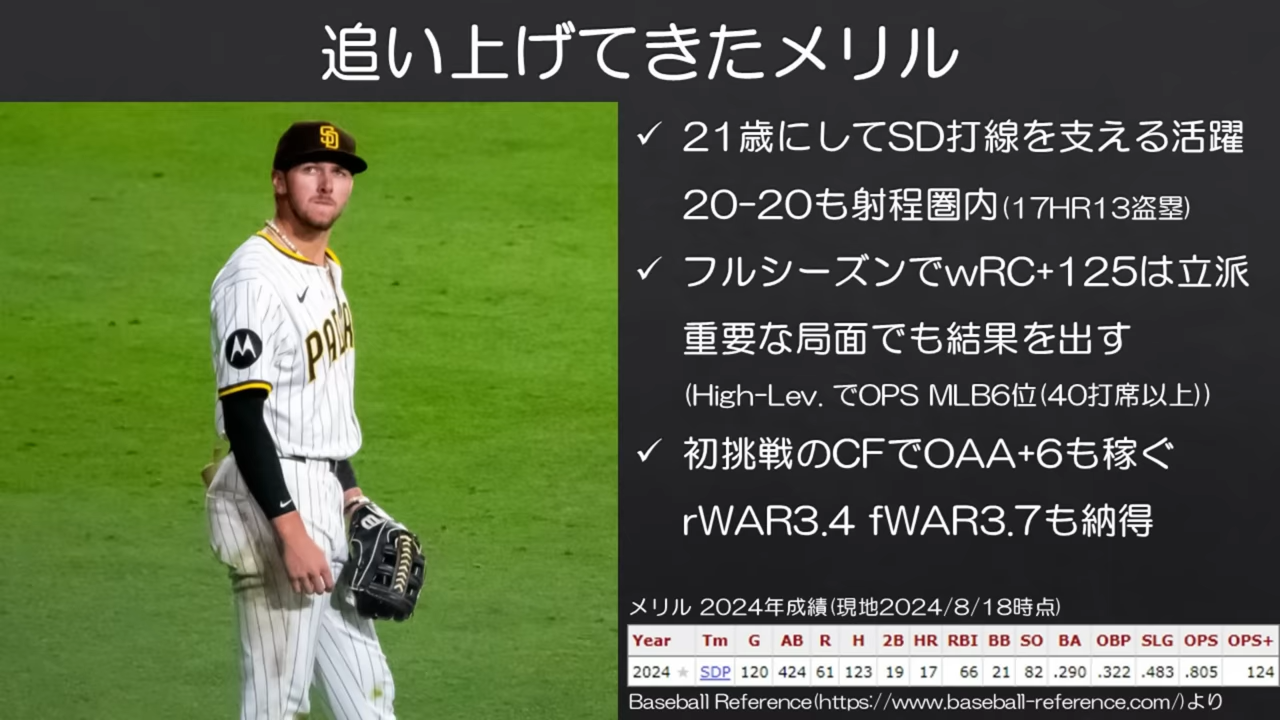 追い上げてきたメリル
✓ 21歳にしてSD打線を支える活躍
20-20も射程圏内(17HR13盗塁)
✓ フルシーズンでwRC+125は立派
重要な局面でも結果を出す
(High-Lev. でOPS MLB6位(40打席以上))
✓ 初挑戦のCFでOAA+6も稼ぐ
rWAR3.4 fWAR3.7も納得
SD
PADR
メリル 2024年成績(現地2024/8/18時点)
Year Tm G AB R H 2B HR RBI BB SO BA OBP SLG OPS OPS+
2024 ★ SDP 120 424 61 123 19 17 66 21 82 .290 .322 .483 .805 124
Baseball Reference(https://www.baseball-reference.com/)より